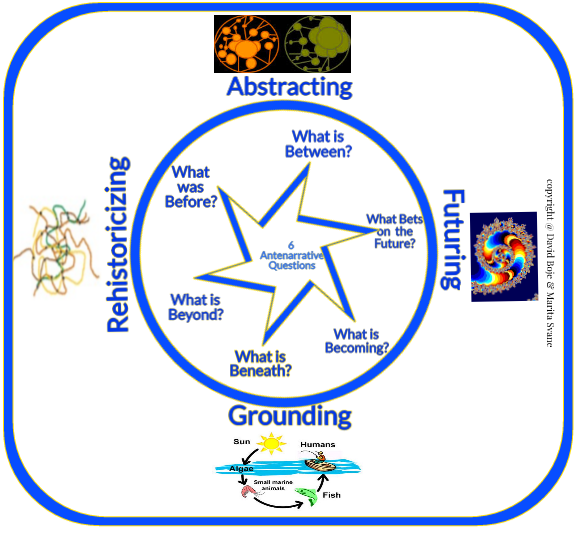 Abstracting
What is
Between?
What
was
Before?
What Bets
on the
Future?
6
Antenarrative
Questions
What is
Beyond?
What is
Becoming?
What is
Beneath?
Rehistoricizing
Futuring
copyright @ David Boje & Marita Svane
Grounding
Sun
Humans
Algae
Small marine
animals
Fish